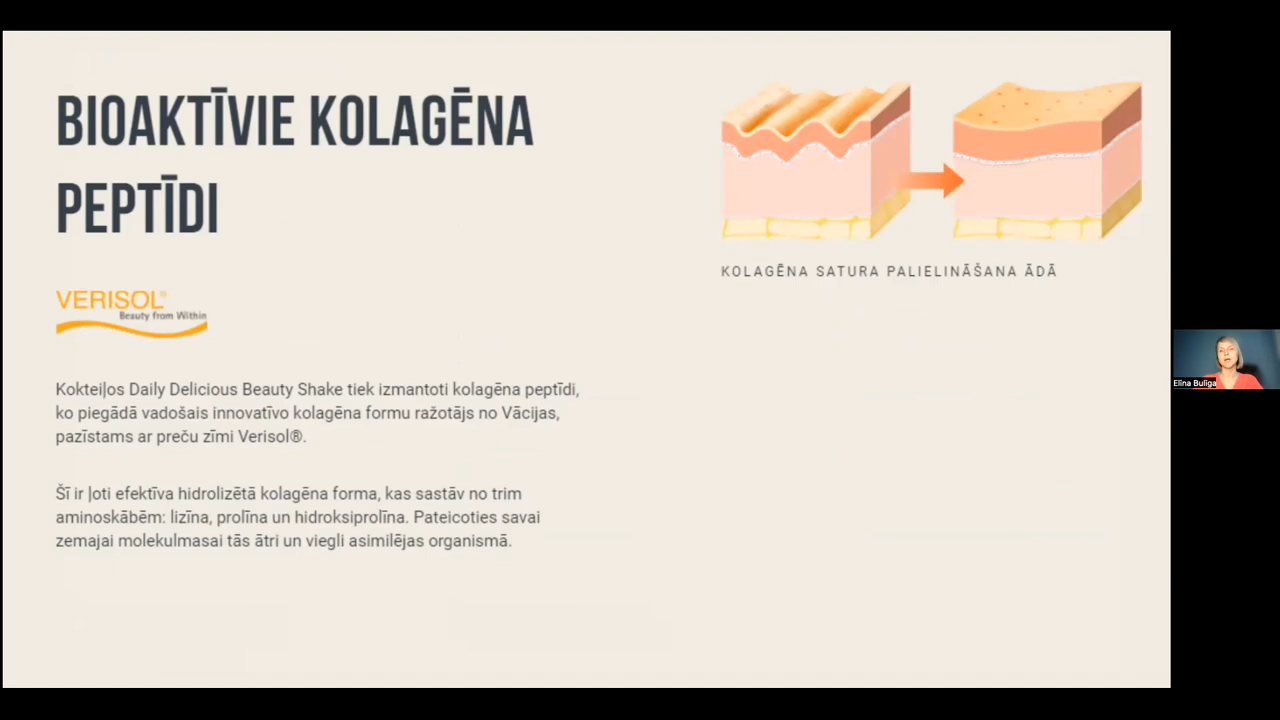 BIOAKTĪVIE KOLAGĒNA
PEPTĪDI
VERISOL®
Beauty from Within
Kokteiļos Daily Delicious Beauty Shake tiek izmantoti kolagēna peptīdi,
ko piegādā vadošais innovatīvo kolagēna formu ražotājs no Vācijas,
pazīstams ar preču zīmi Verisol®.
Šī ir ļoti efektīva hidrolizētā kolagēna forma, kas sastāv no trim
aminoskābēm: lizīna, prolīna un hidroksiprolīna. Pateicoties savai
zemajai molekulmasai tās ātri un viegli asimilējas organismā.
KOLAGĒNA SATURA PALIELINĀŠANA ĀDĀ
Elīna Buliga